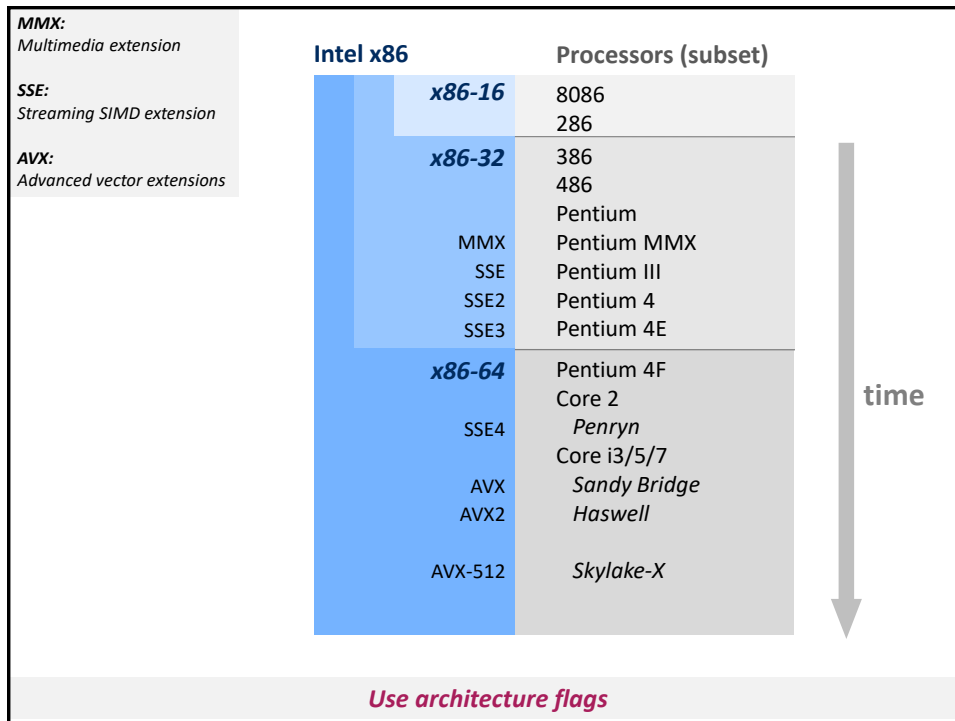 MMX:
Multimedia extension
SSE:
Streaming SIMD extension
AVX:
Advanced vector extensions
Intel x86 Processors (subset)
x86-16 8086
286
x86-32 386
486
Pentium
MMX Pentium MMX
SSE Pentium III
SSE2 Pentium 4
SSE3 Pentium 4E
x86-64 Pentium 4F
Core 2
SSE4 Penryn
Core i3/5/7
AVX Sandy Bridge
AVX2 Haswell
AVX-512 Skylake-X
time
Use architecture flags